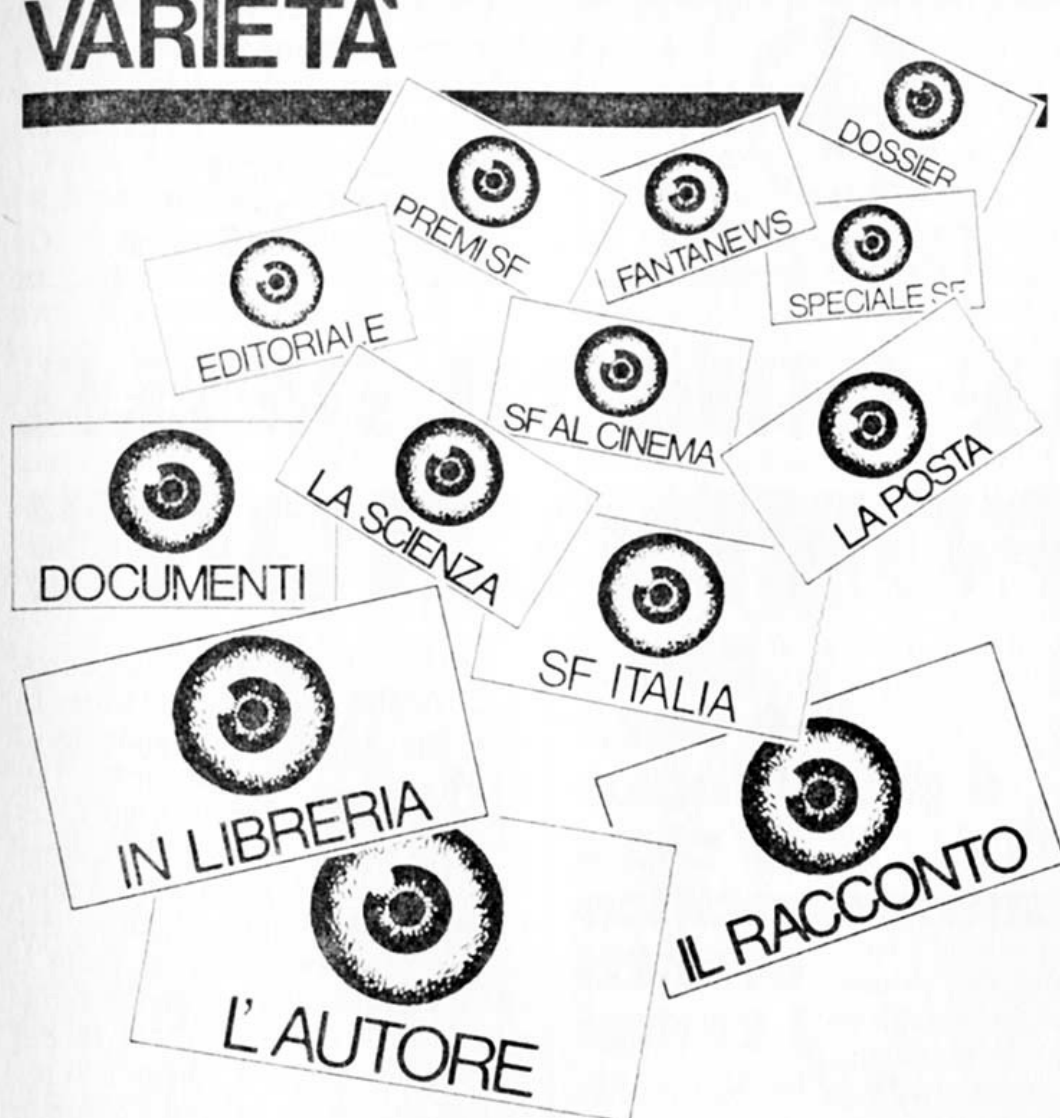 VARIETÀ
DOSSIER
PREMI SF
FANTANEWS
SPECIALE SF
EDITORIALE
SF AL CINEMA
LA POSTA
LA SCIENZA
DOCUMENTI
SF ITALIA
IN LIBRERIA
IL RACCONTO
L'AUTORE